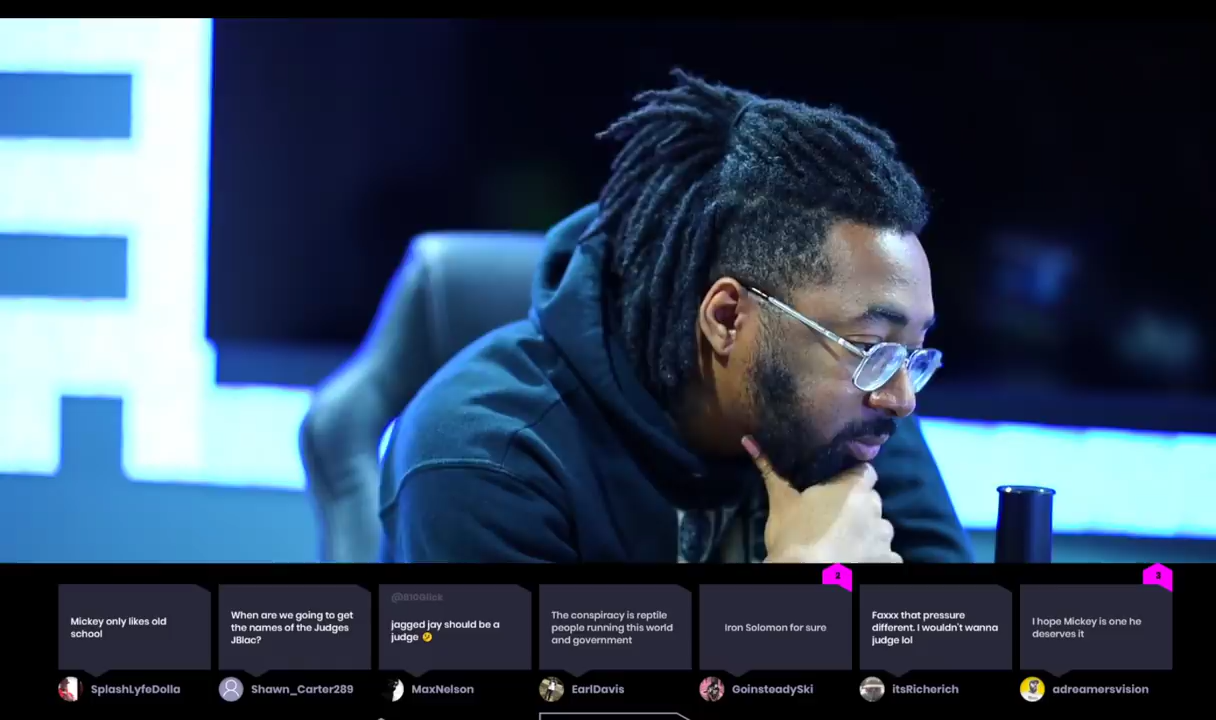 2
3
Mickey only likes old
school
When are we going to get
the names of the Judges
JBlac?
@810Glick
jagged jay should be a
judge 🤔
The conspiracy is reptile
people running this world
and government
Iron Solomon for sure
Faxxx that pressure
different. I wouldn't wanna
judge lol
I hope Mickey is one he
deserves it
SplashLyfeDolla
Shawn_Carter289
MaxNelson
EarlDavis
GoinsteadySki
itsRicherich
adreamersvision